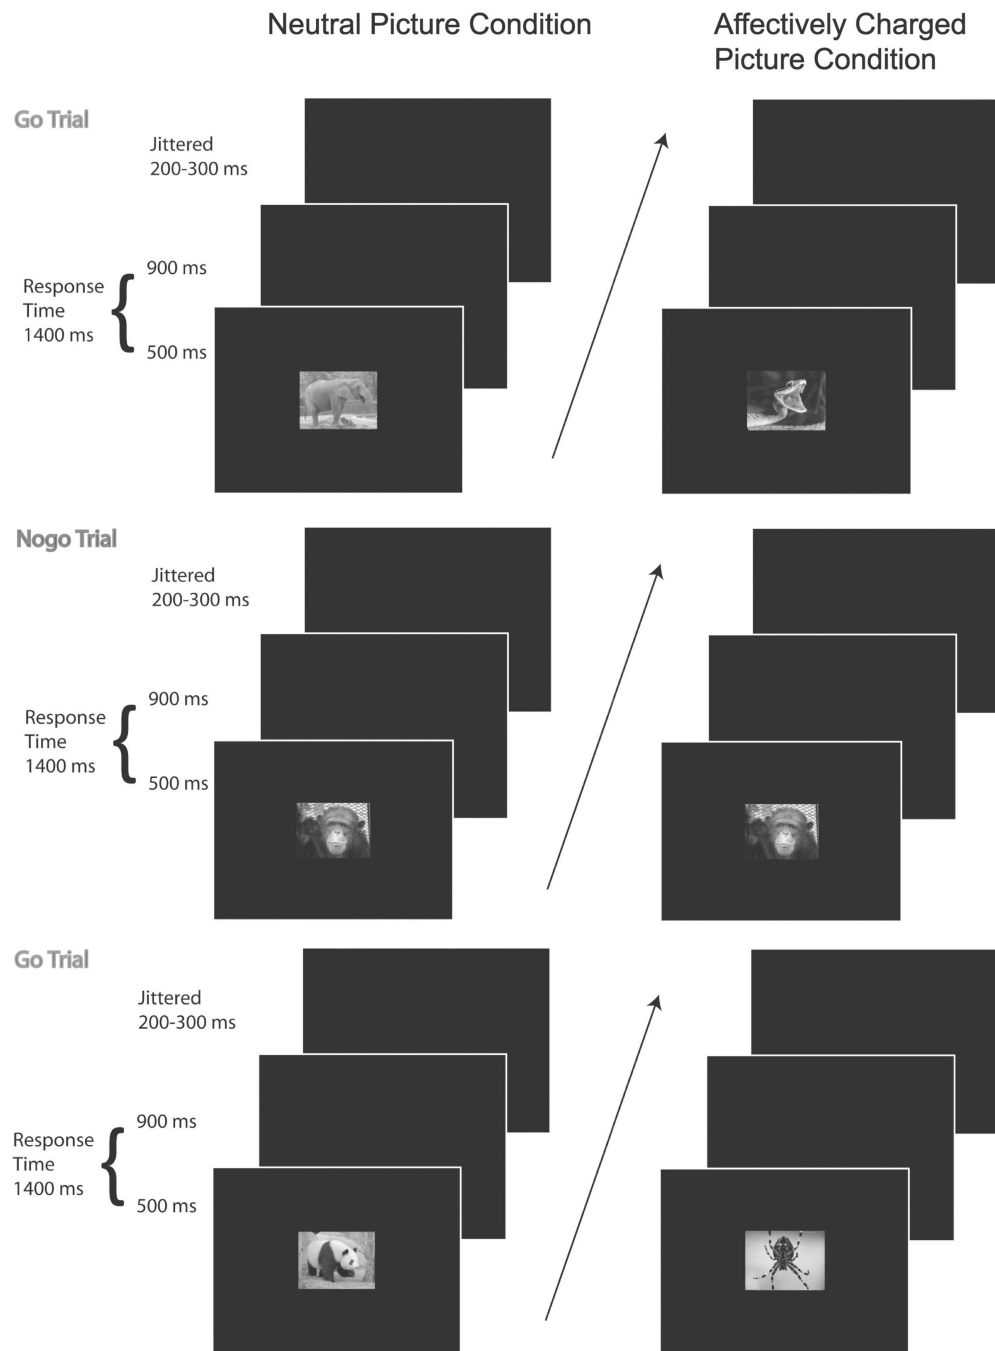 Neutral Picture Condition
Affectively Charged
Picture Condition
Go Trial
Jittered
200-300 ms
900 ms
Response
Time
1400 ms
500 ms
Nogo Trial
Jittered
200-300 ms
900 ms
Response
Time
1400 ms
500 ms
Go Trial
Jittered
200-300 ms
900 ms
Response
Time
1400 ms
500 ms